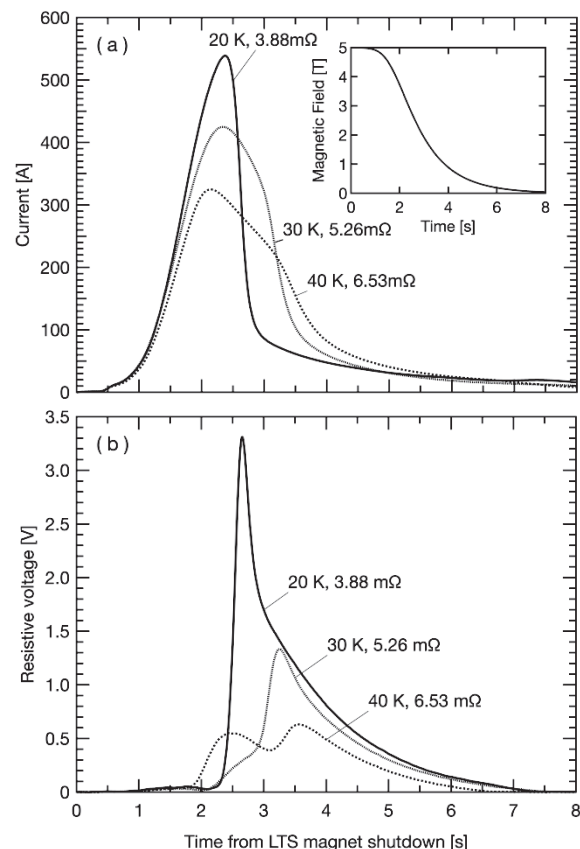 (a)
600
500
400
300
200
100
0
Current [A]
20 K, 3.88mΩ
30 K, 5.26mΩ
40 K, 6.53mΩ
5
4
3
2
1
0
Magnetic Field [T]
0 2 4 6 8
Time [s]
(b)
3.5
3.0
2.5
2.0
1.5
1.0
0.5
0
Resistive voltage [V]
20 K, 3.88 mΩ
30 K, 5.26 mΩ
40 K, 6.53 mΩ
0 1 2 3 4 5 6 7 8
Time from LTS magnet shutdown [s]